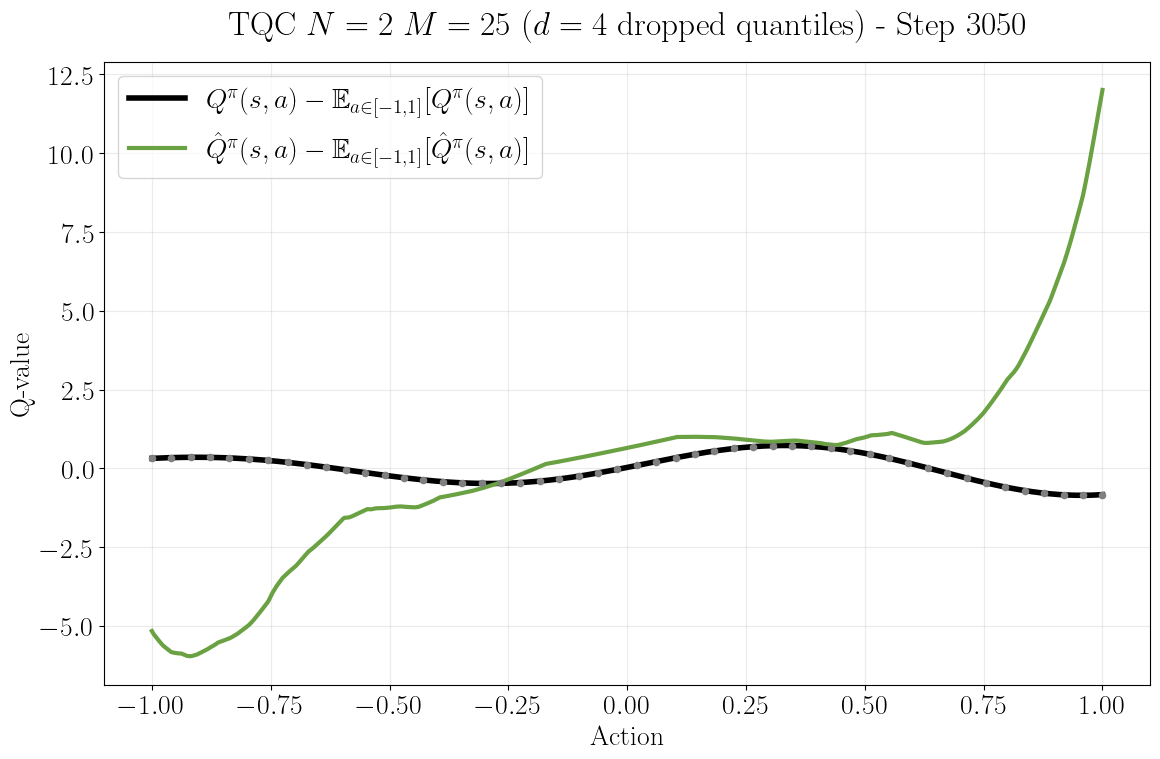 TQC N = 2 M = 25 (d = 4 dropped quantiles) - Step 3050
12.5
10.0
7.5
5.0
2.5
0.0
−2.5
−5.0
Q-value
Q^π(s, a) − 𝔼_{a∈[−1,1]}[Q^π(s, a)]
Q̂^π(s, a) − 𝔼_{a∈[−1,1]}[Q̂^π(s, a)]
−1.00 −0.75 −0.50 −0.25 0.00 0.25 0.50 0.75 1.00
Action